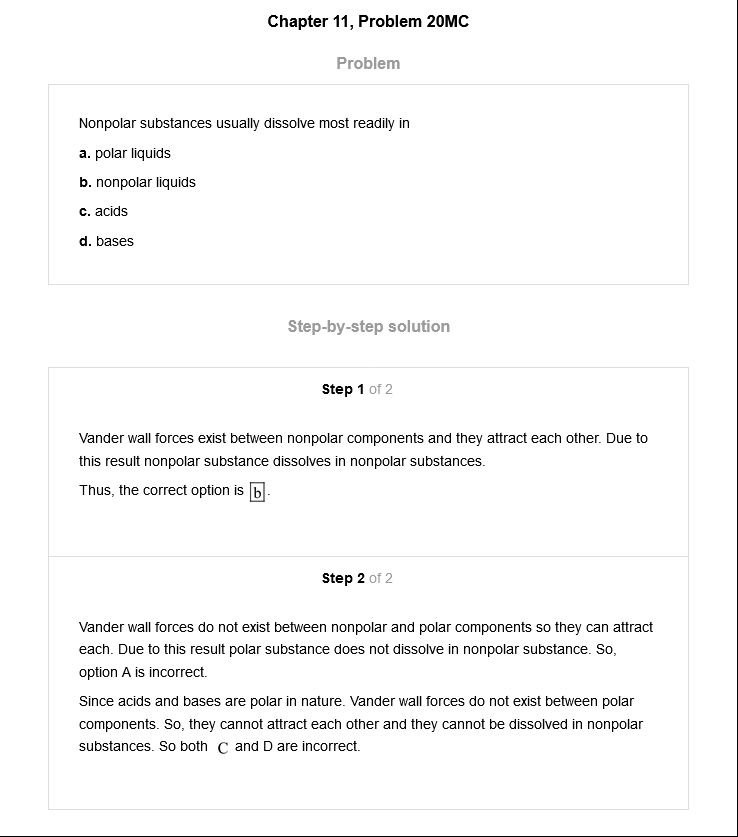 Chapter 11, Problem 20MC
Problem
Nonpolar substances usually dissolve most readily in
a. polar liquids
b. nonpolar liquids
c. acids
d. bases
Step-by-step solution
Step 1 of 2
Vander wall forces exist between nonpolar components and they attract each other. Due to
this result nonpolar substance dissolves in nonpolar substances.
Thus, the correct option is b.
Step 2 of 2
Vander wall forces do not exist between nonpolar and polar components so they can attract
each. Due to this result polar substance does not dissolve in nonpolar substance. So,
option A is incorrect.
Since acids and bases are polar in nature. Vander wall forces do not exist between polar
components. So, they cannot attract each other and they cannot be dissolved in nonpolar
substances. So both C and D are incorrect.